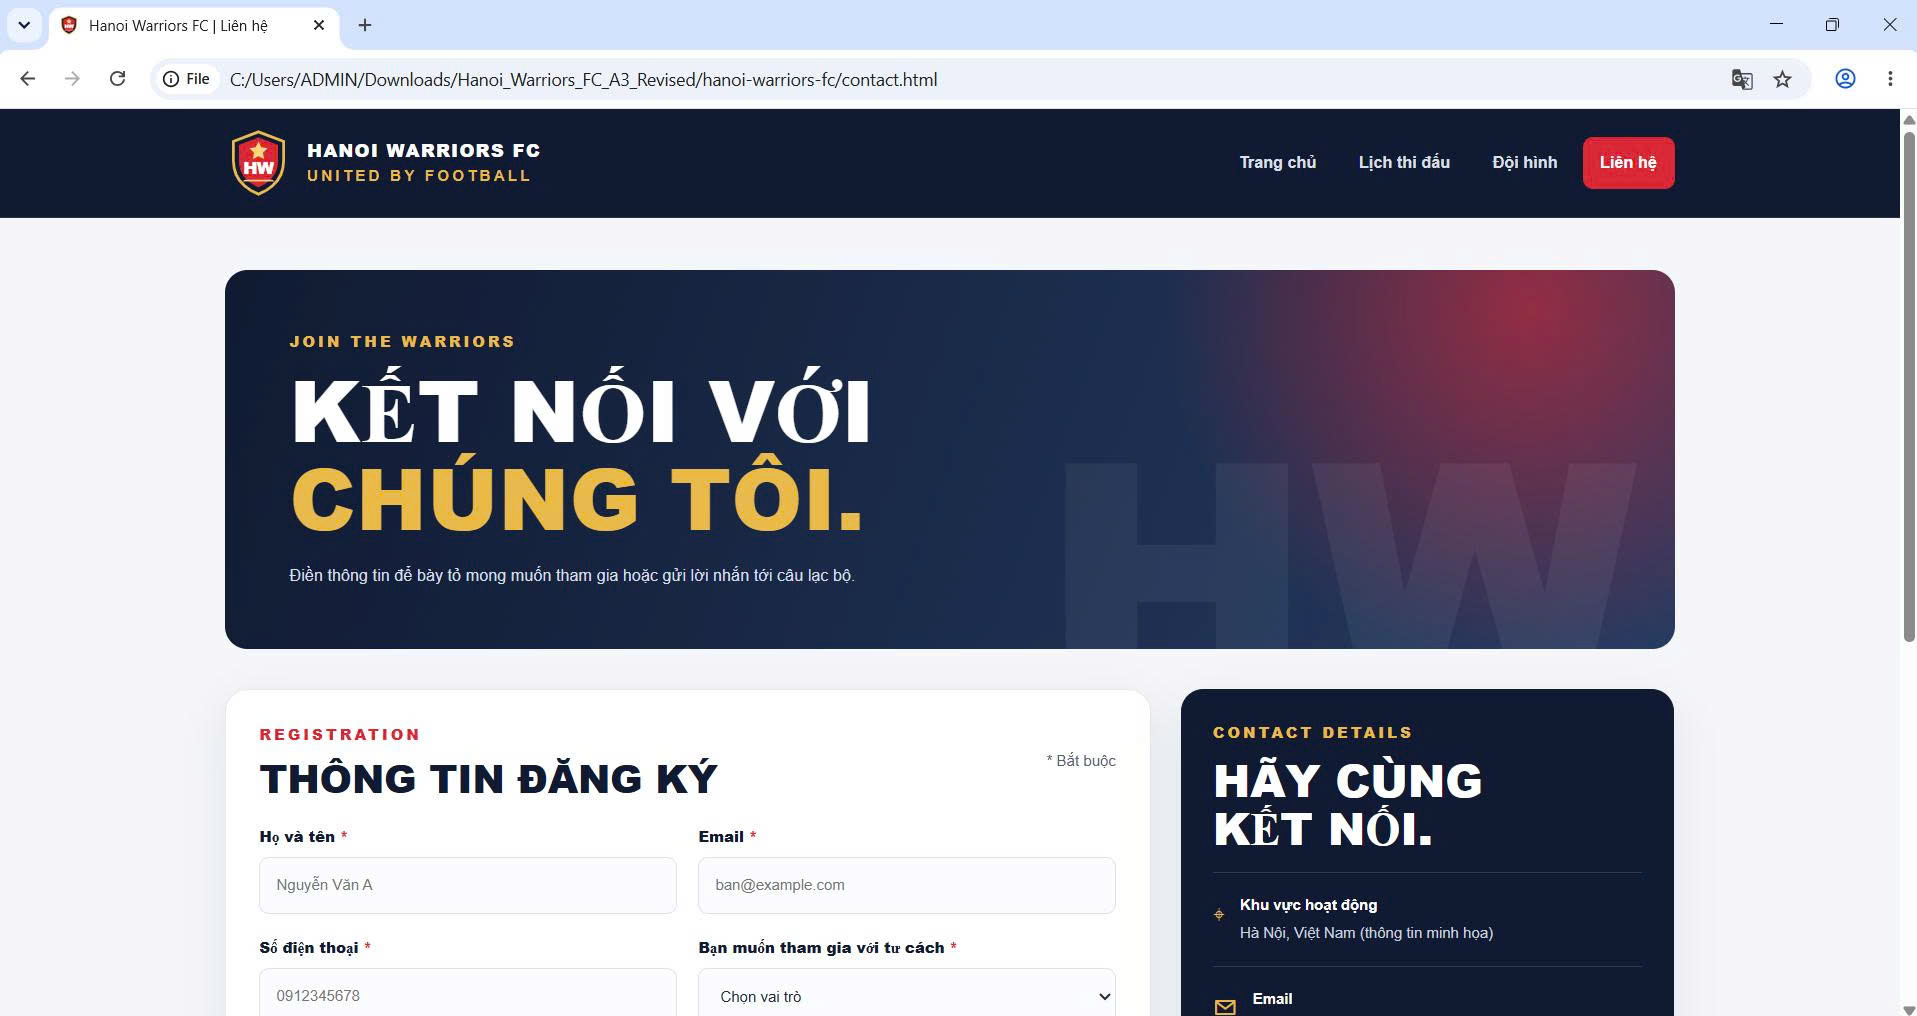 Hanoi Warriors FC | Liên hệ
File
C:/Users/ADMIN/Downloads/Hanoi_Warriors_FC_A3_Revised/hanoi-warriors-fc/contact.html
HW
HANOI WARRIORS FC
UNITED BY FOOTBALL
Trang chủ
Lịch thi đấu
Đội hình
Liên hệ
JOIN THE WARRIORS
KẾT NỐI VỚI
CHÚNG TÔI.
Điền thông tin để bày tỏ mong muốn tham gia hoặc gửi lời nhắn tới câu lạc bộ.
HW
REGISTRATION
THÔNG TIN ĐĂNG KÝ
* Bắt buộc
Họ và tên *
Nguyễn Văn A
Email *
ban@example.com
Số điện thoại *
0912345678
Bạn muốn tham gia với tư cách *
Chọn vai trò
CONTACT DETAILS
HÃY CÙNG
KẾT NỐI.
Khu vực hoạt động
Hà Nội, Việt Nam (thông tin minh họa)
Email